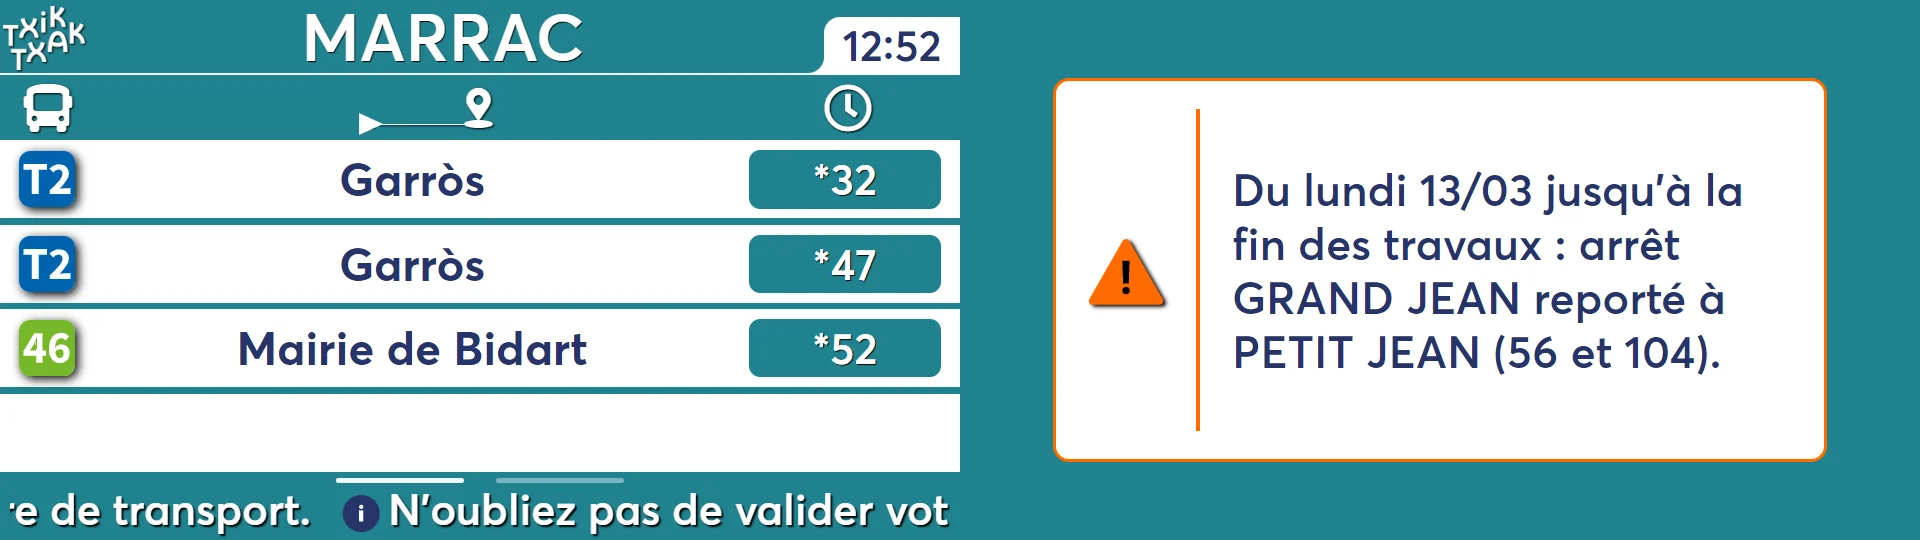 TXIK
TXAK
MARRAC
12:52
T2 Garròs *32
T2 Garròs *47
46 Mairie de Bidart *52
re de transport. i N'oubliez pas de valider vot
!
Du lundi 13/03 jusqu'à la
fin des travaux : arrêt
GRAND JEAN reporté à
PETIT JEAN (56 et 104).